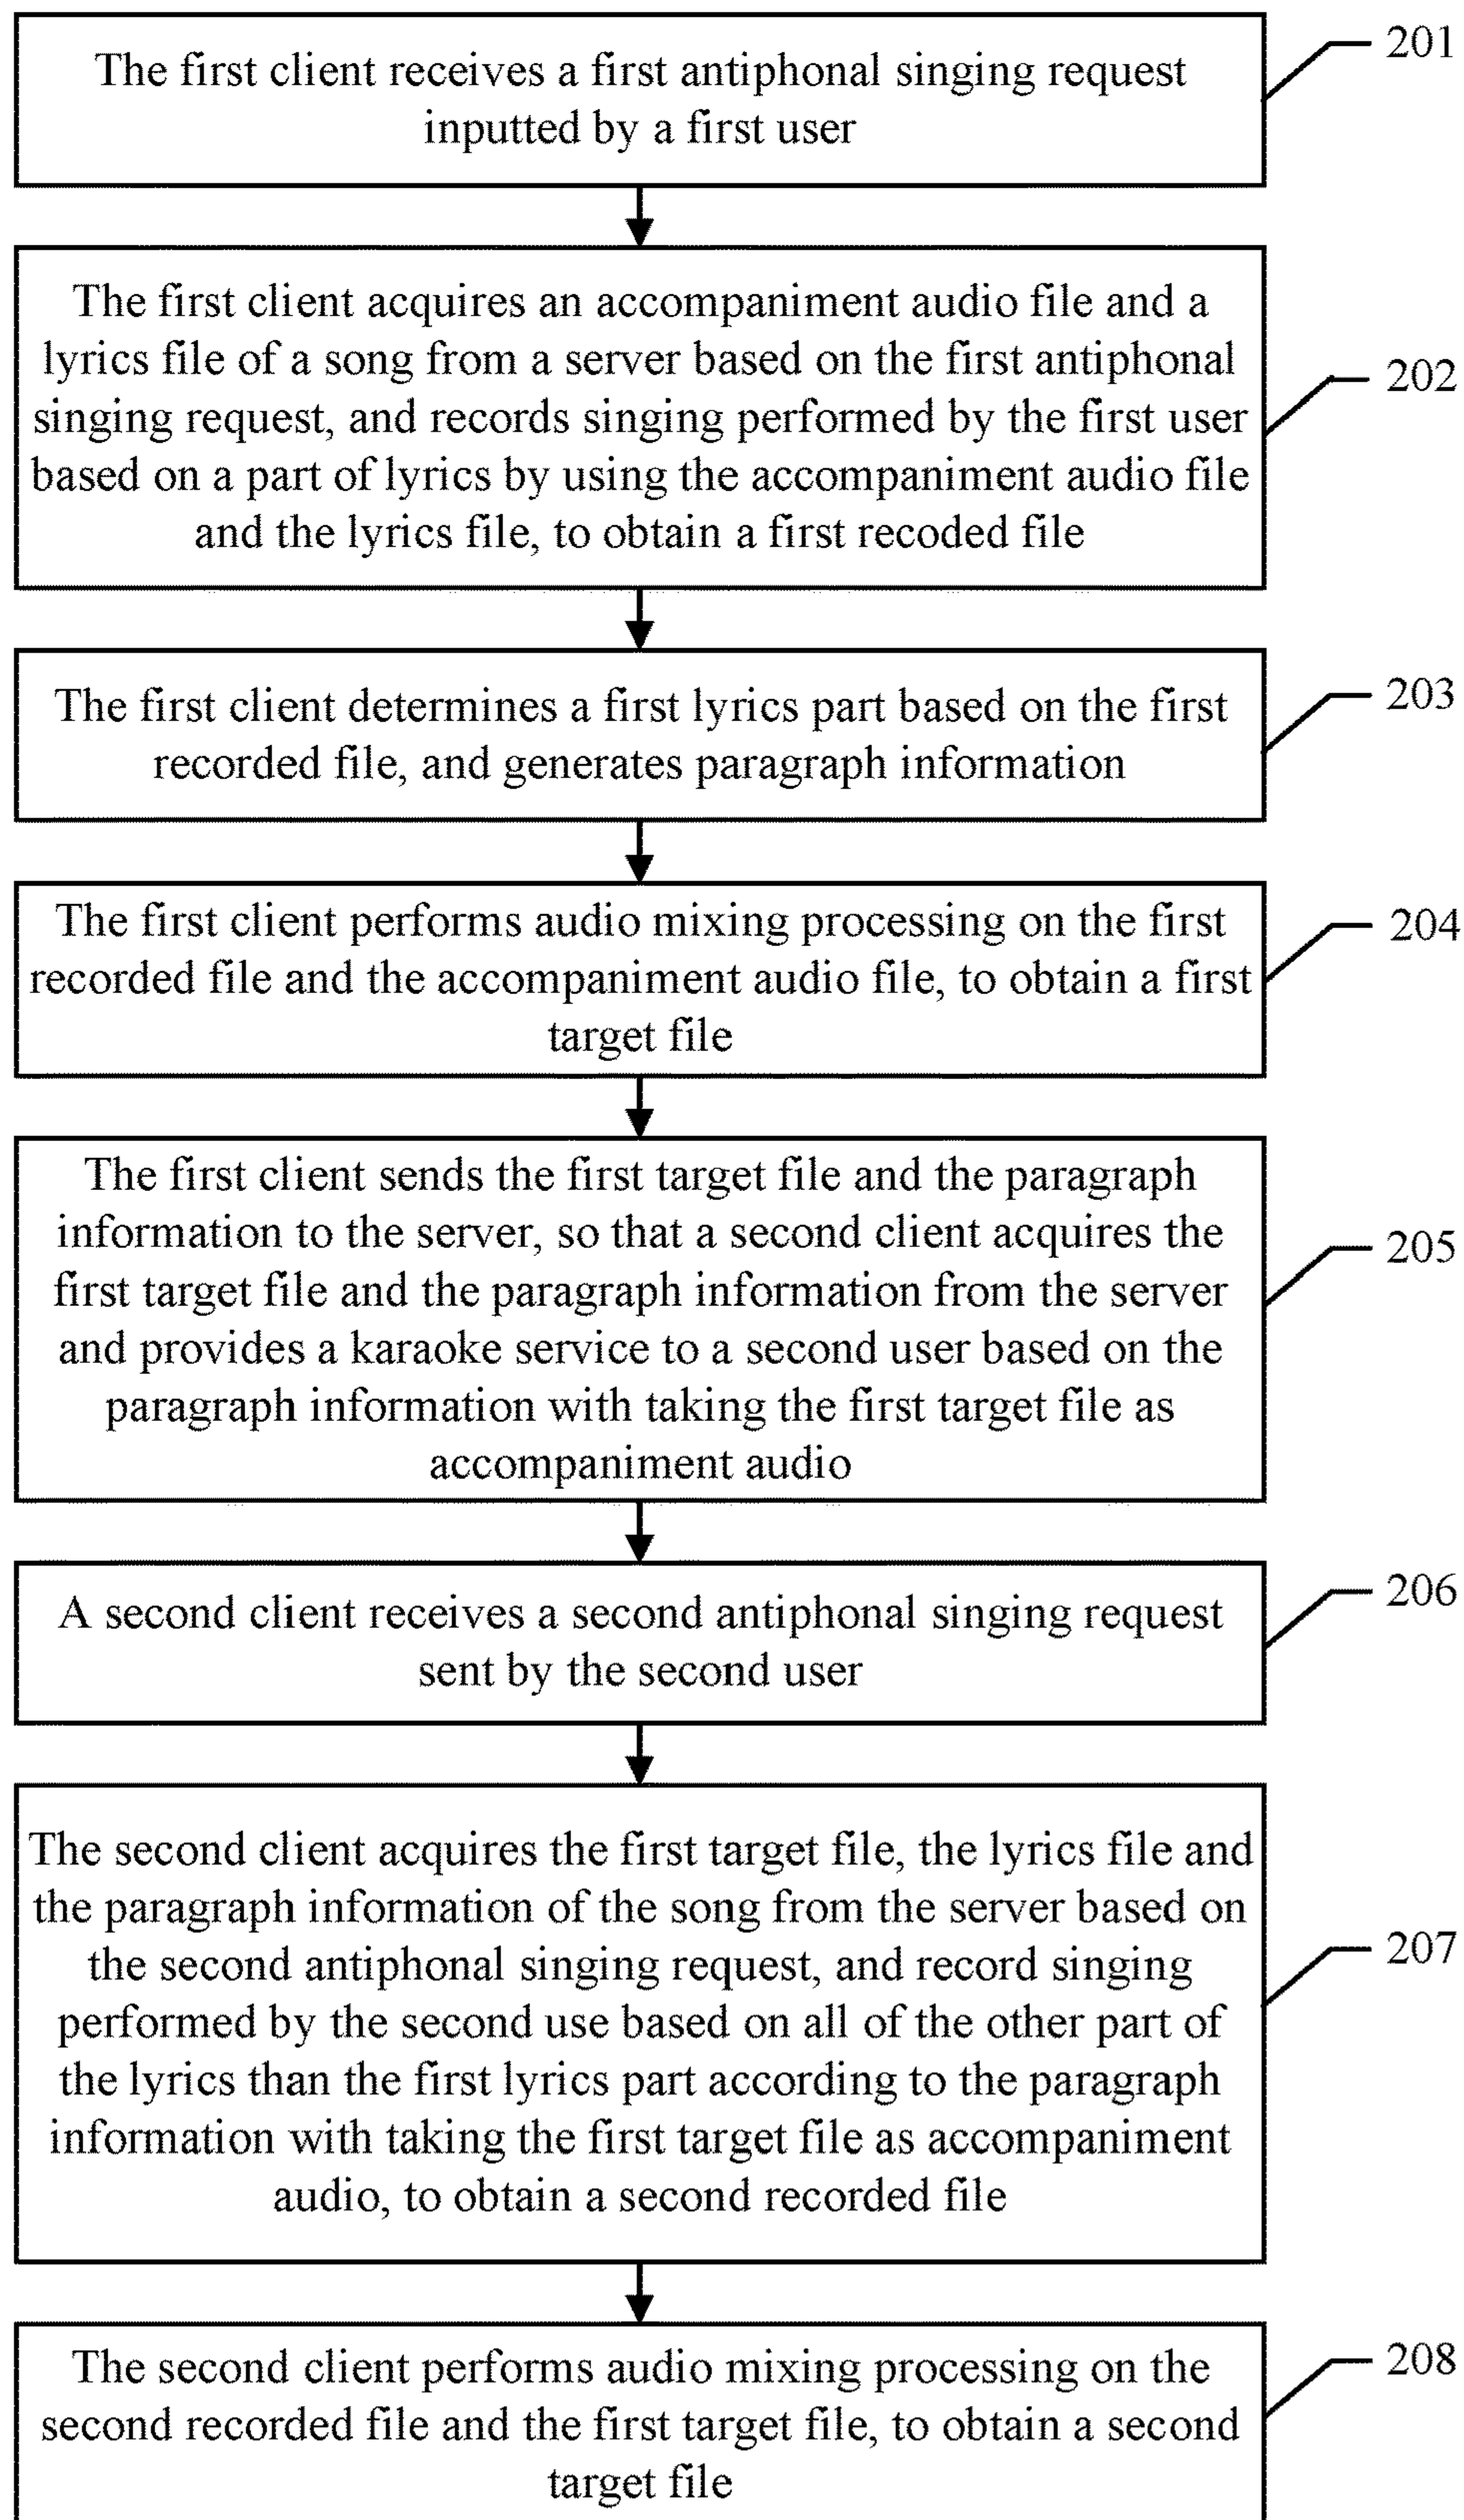 The first client receives a first antiphonal singing request
inputted by a first user
201
The first client acquires an accompaniment audio file and a
lyrics file of a song from a server based on the first antiphonal
singing request, and records singing performed by the first user
based on a part of lyrics by using the accompaniment audio file
and the lyrics file, to obtain a first recoded file
202
The first client determines a first lyrics part based on the first
recorded file, and generates paragraph information
203
The first client performs audio mixing processing on the first
recorded file and the accompaniment audio file, to obtain a first
target file
204
The first client sends the first target file and the paragraph
information to the server, so that a second client acquires the
first target file and the paragraph information from the server
and provides a karaoke service to a second user based on the
paragraph information with taking the first target file as
accompaniment audio
205
A second client receives a second antiphonal singing request
sent by the second user
206
The second client acquires the first target file, the lyrics file and
the paragraph information of the song from the server based on
the second antiphonal singing request, and record singing
performed by the second use based on all of the other part of
the lyrics than the first lyrics part according to the paragraph
information with taking the first target file as accompaniment
audio, to obtain a second recorded file
207
The second client performs audio mixing processing on the
second recorded file and the first target file, to obtain a second
target file
208